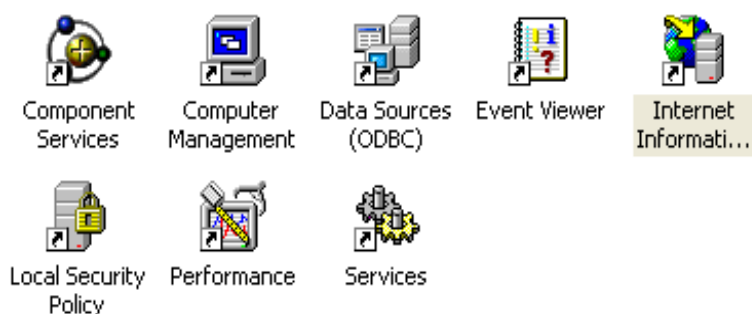 Component
Services
Computer
Management
Data Sources
(ODBC)
Event Viewer
Internet
Informati...
Local Security
Policy
Performance
Services